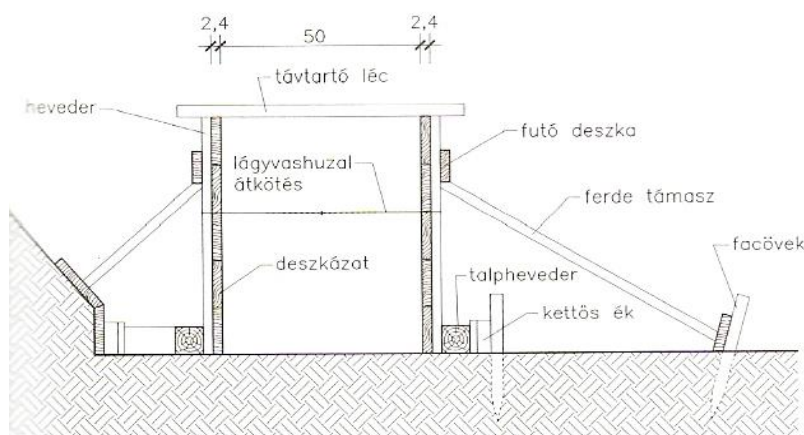 2,4
2,4
50
távtartó léc
heveder
futó deszka
lágyvashuzal
átkötés
ferde támasz
facövek
deszkázat
talpheveder
kettős ék